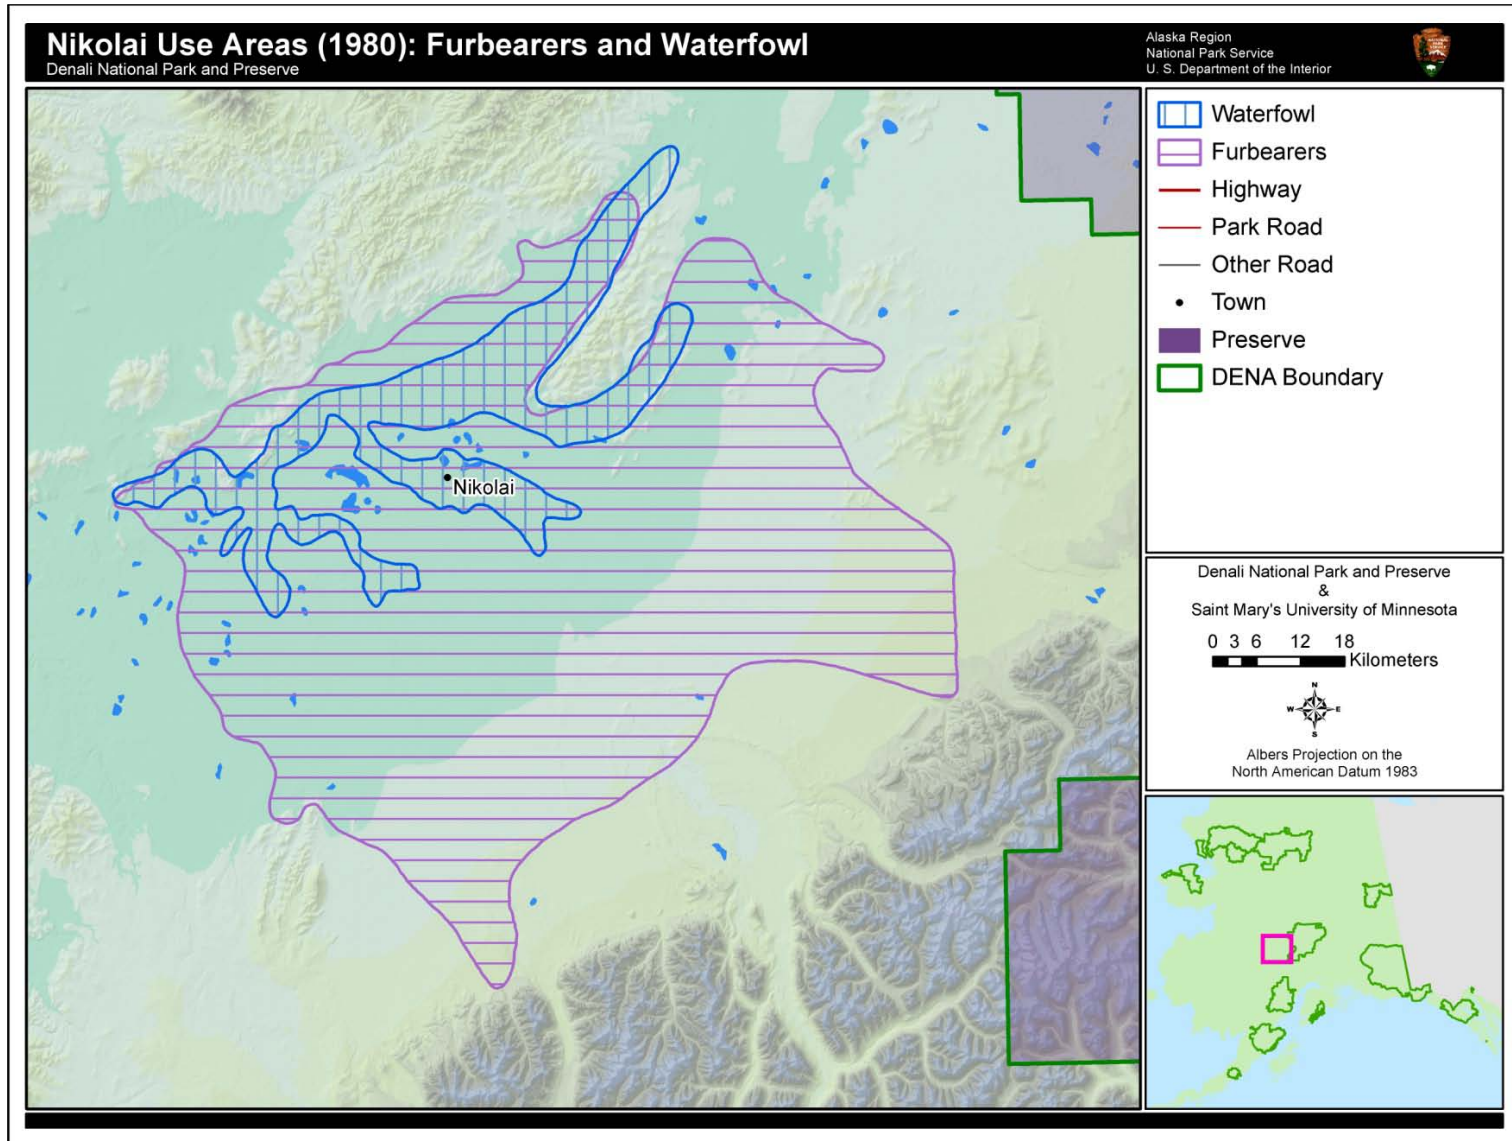 Nikolai Use Areas (1980): Furbearers and Waterfowl
Denali National Park and Preserve
Alaska Region
National Park Service
U. S. Department of the Interior
Waterfowl
Furbearers
Highway
Park Road
Other Road
Town
Preserve
DENA Boundary
Nikolai
Denali National Park and Preserve
&
Saint Mary's University of Minnesota
0 3 6 12 18
Kilometers
N
W E
S
Albers Projection on the
North American Datum 1983